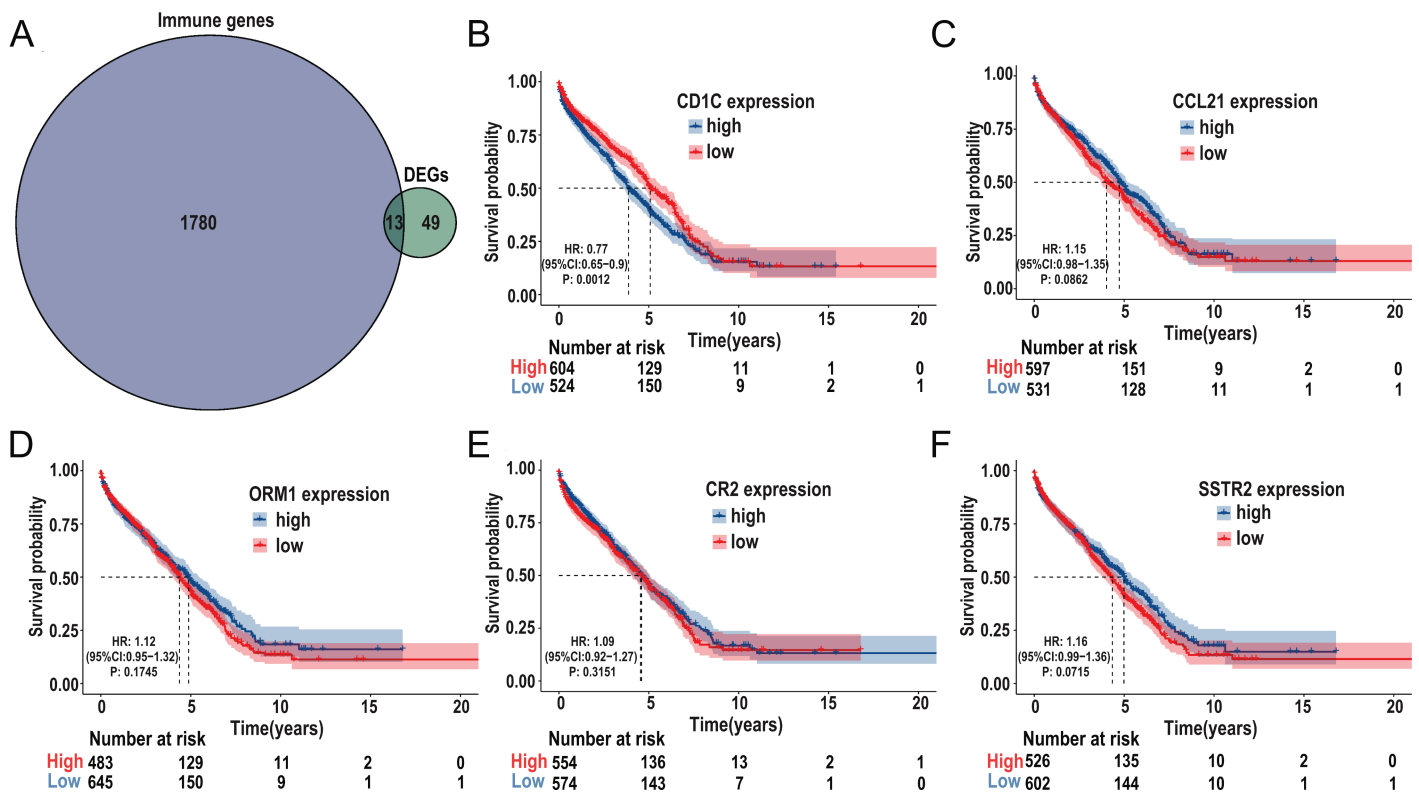 A
Immune genes
1780
13
49
DEGs
B
Survival probability
1.00
0.75
0.50
0.25
0.00
CD1C expression
high
low
HR: 0.77
(95%CI:0.65−0.9)
P: 0.0012
0 5 10 15 20
Time(years)
Number at risk
High 604 129 11 1 0
Low 524 150 9 2 1
C
Survival probability
1.00
0.75
0.50
0.25
0.00
CCL21 expression
high
low
HR: 1.15
(95%CI:0.98−1.35)
P: 0.0862
0 5 10 15 20
Time(years)
Number at risk
High 597 151 9 2 0
Low 531 128 11 1 1
D
Survival probability
1.00
0.75
0.50
0.25
0.00
ORM1 expression
high
low
HR: 1.12
(95%CI:0.95−1.32)
P: 0.1745
0 5 10 15 20
Time(years)
Number at risk
High 483 129 11 2 0
Low 645 150 9 1 1
E
Survival probability
1.00
0.75
0.50
0.25
0.00
CR2 expression
high
low
HR: 1.09
(95%CI:0.92−1.27)
P: 0.3151
0 5 10 15 20
Time(years)
Number at risk
High 554 136 13 2 1
Low 574 143 7 1 0
F
Survival probability
1.00
0.75
0.50
0.25
0.00
SSTR2 expression
high
low
HR: 1.16
(95%CI:0.99−1.36)
P: 0.0715
0 5 10 15 20
Time(years)
Number at risk
High 526 135 10 2 0
Low 602 144 10 1 1